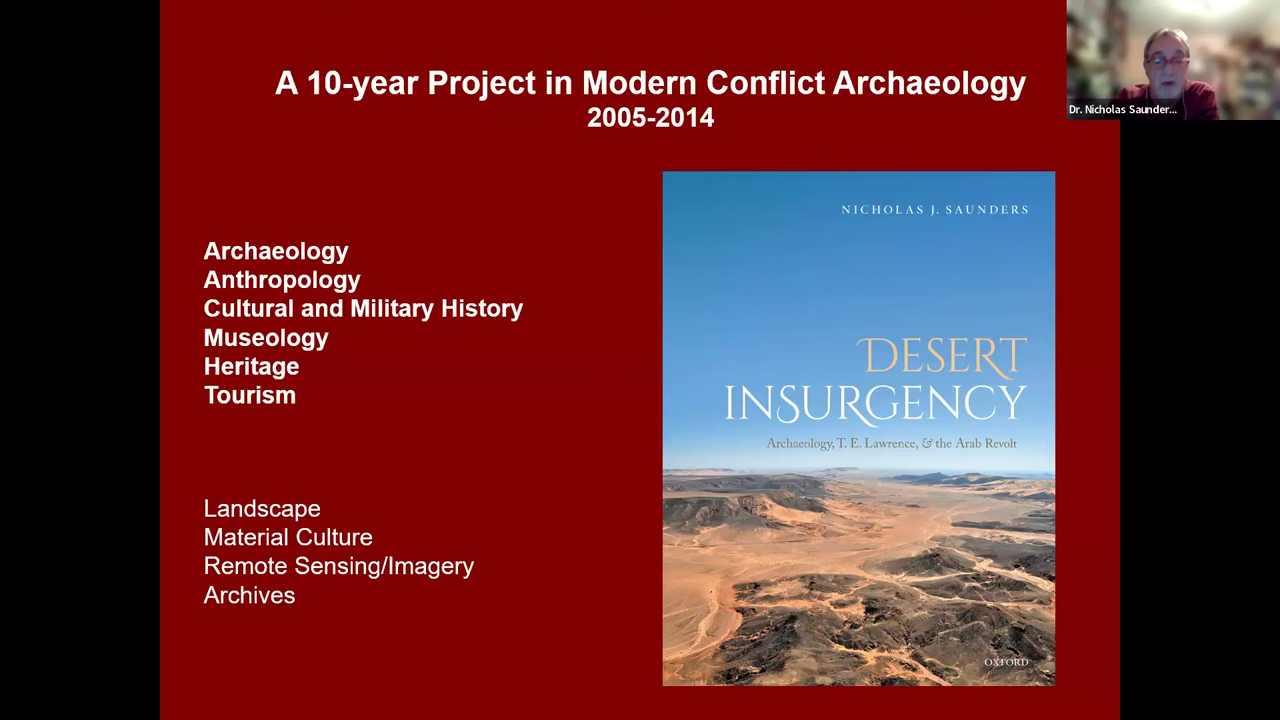 A 10-year Project in Modern Conflict Archaeology
2005-2014
Dr. Nicholas Saunder...
Archaeology
Anthropology
Cultural and Military History
Museology
Heritage
Tourism
Landscape
Material Culture
Remote Sensing/Imagery
Archives
NICHOLAS J. SAUNDERS
DESERT
INSURGENCY
Archaeology, T. E. Lawrence, & the Arab Revolt
OXFORD